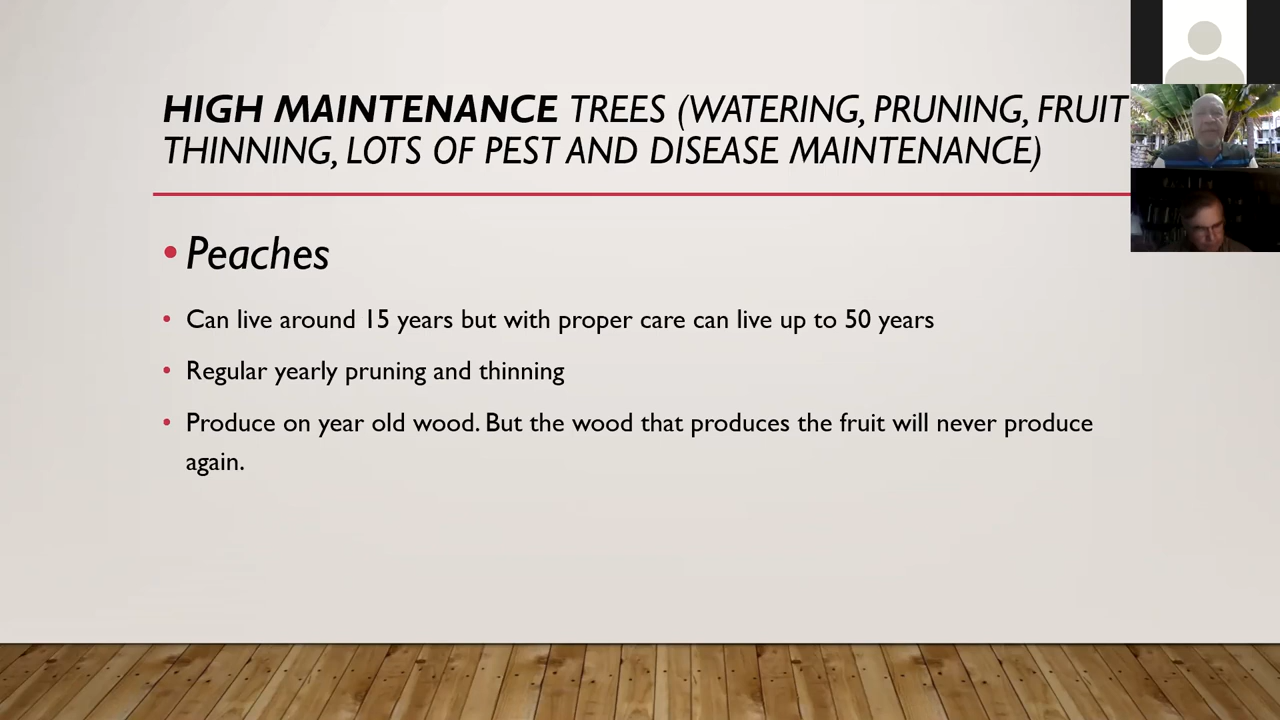 HIGH MAINTENANCE TREES (WATERING, PRUNING, FRUIT
THINNING, LOTS OF PEST AND DISEASE MAINTENANCE)
• Peaches
• Can live around 15 years but with proper care can live up to 50 years
• Regular yearly pruning and thinning
• Produce on year old wood. But the wood that produces the fruit will never produce
again.